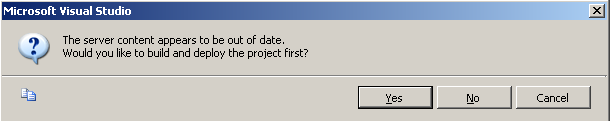 Microsoft Visual Studio
The server content appears to be out of date.
Would you like to build and deploy the project first?
Yes No Cancel